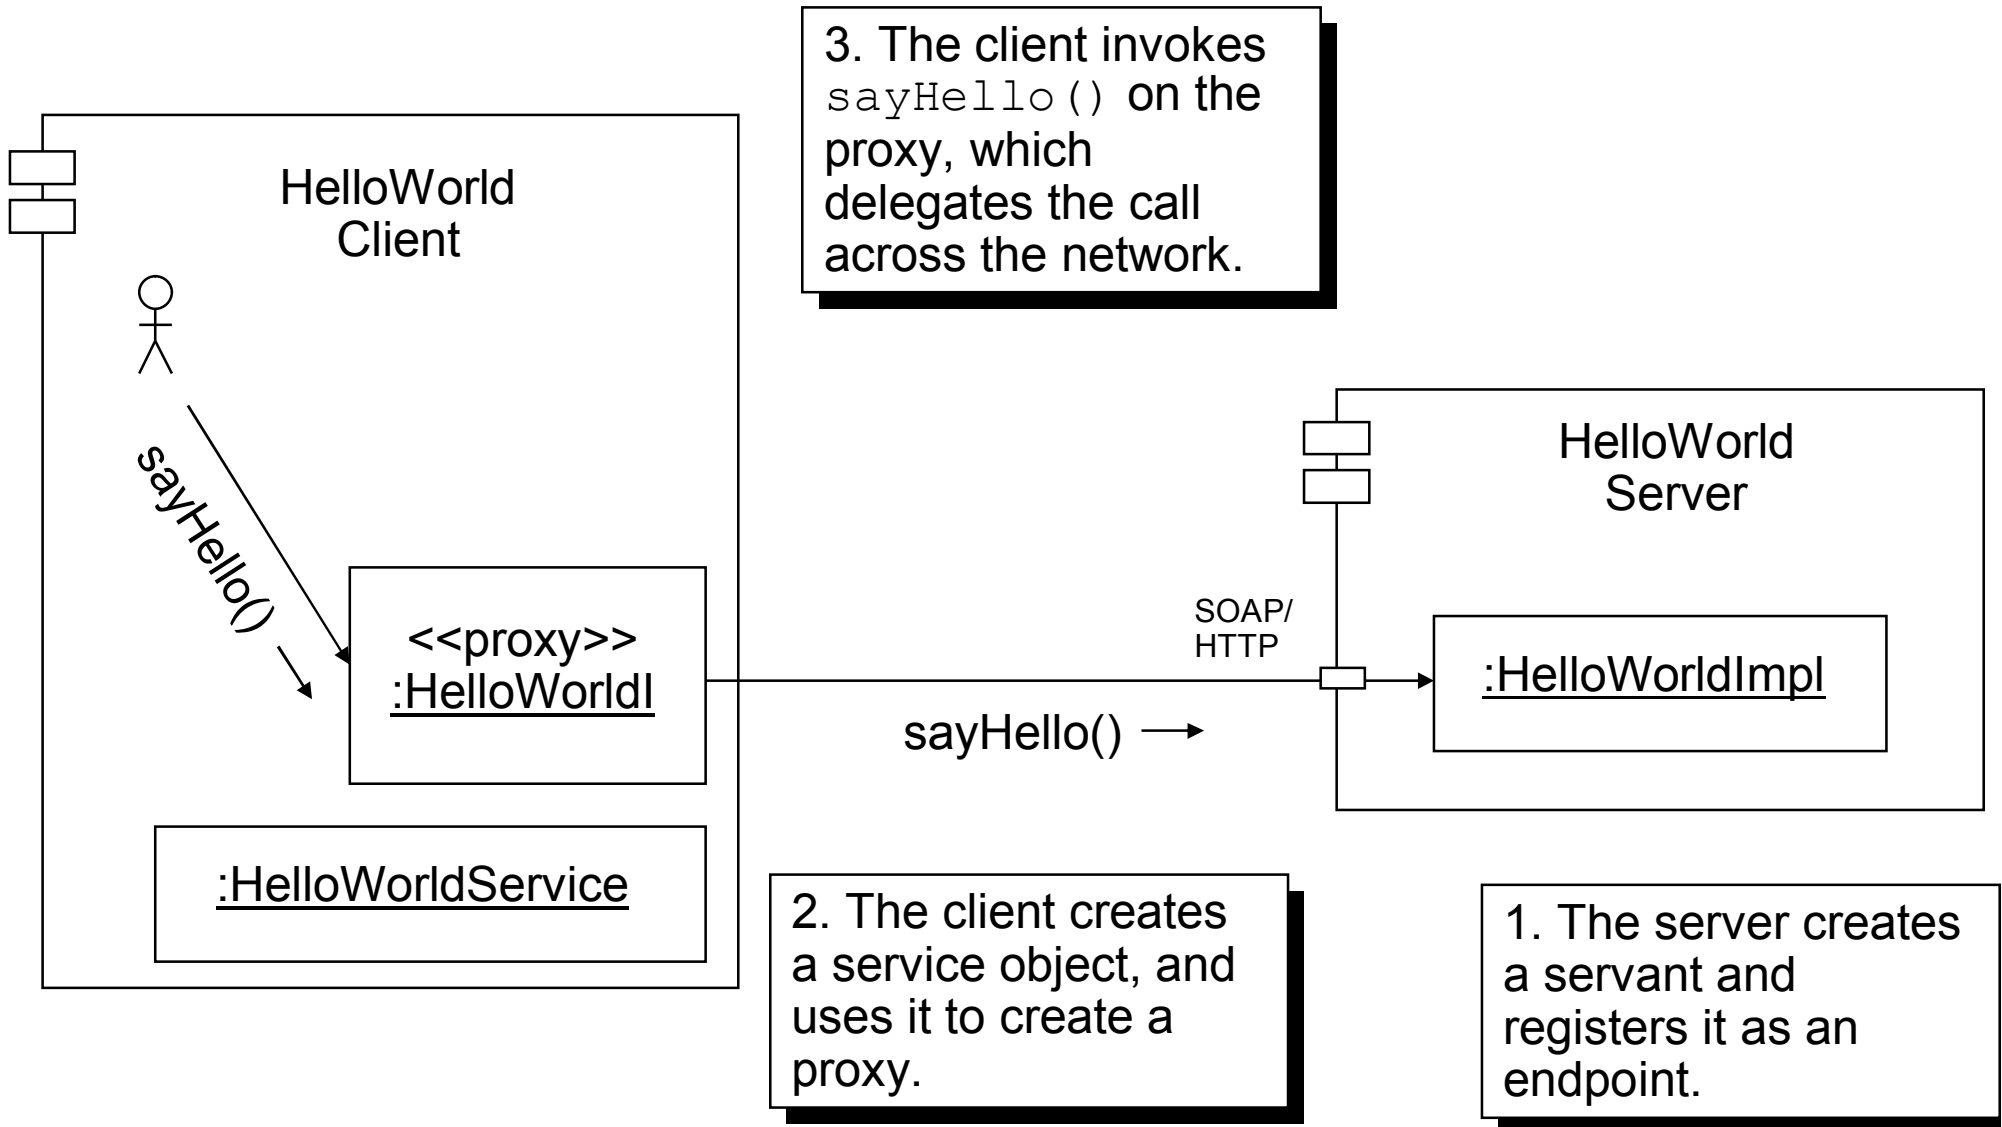 3. The client invokes
sayHello() on the
proxy, which
delegates the call
across the network.
HelloWorld
Client
sayHello()
<<proxy>>
:HelloWorldI
:HelloWorldService
SOAP/
HTTP
sayHello()
HelloWorld
Server
:HelloWorldImpl
2. The client creates
a service object, and
uses it to create a
proxy.
1. The server creates
a servant and
registers it as an
endpoint.